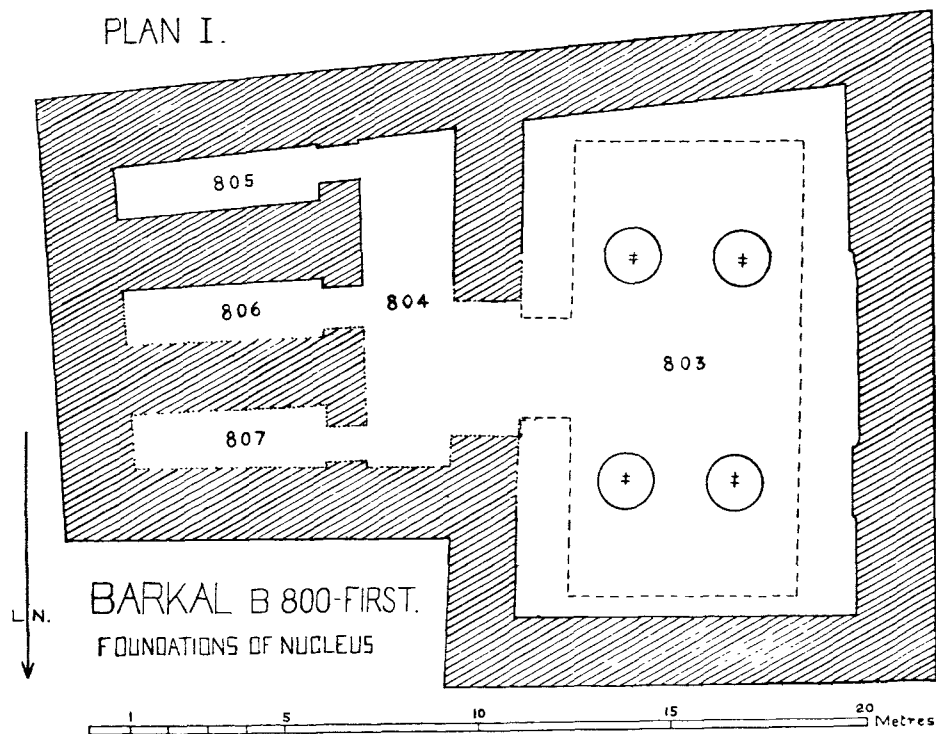 PLAN I.
805
806
804
803
807
L.N.
BARKAL B 800-FIRST.
FOUNDATIONS OF NUCLEUS
1 5 10 15 20 Metres